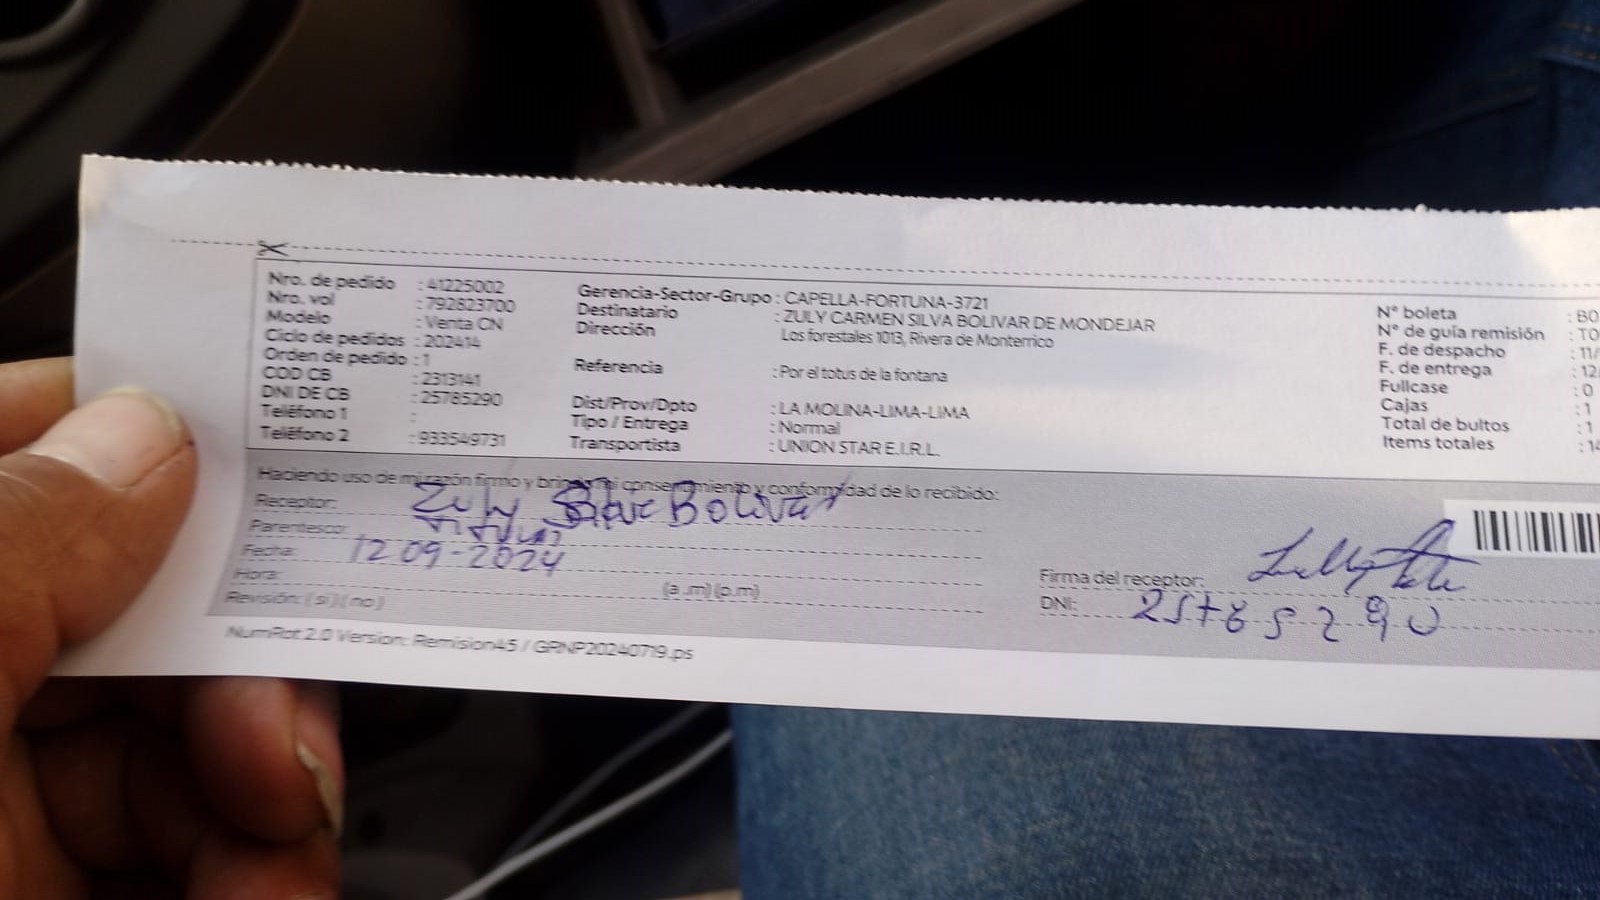 Nro. de pedido : 41225002
Nro. vol : 792823700
Modelo : Venta CN
Ciclo de pedidos : 202414
Orden de pedido : 1
COD CB : 2313141
DNI DE CB : 25785290
Teléfono 1 :
Teléfono 2 : 933549731
Gerencia-Sector-Grupo : CAPELLA-FORTUNA-3721
Destinatario : ZULY CARMEN SILVA BOLIVAR DE MONDEJAR
Dirección Los forestales 1013, Rivera de Monterrico
Referencia : Por el totus de la fontana
Dist/Prov/Dpto : LA MOLINA-LIMA-LIMA
Tipo / Entrega : Normal
Transportista : UNION STAR E.I.R.L.
N° boleta : B0
N° de guía remisión : T0
F. de despacho : 11/
F. de entrega : 12/
Fullcase : 0
Cajas : 1
Total de bultos : 1
Items totales : 14
Haciendo uso de mi razón firmo y brindo mi consentimiento y conformidad de lo recibido:
Receptor: Zuly Silva Bolivar
Parentesco: Titular
Fecha: 12 09-2024
Hora: (a.m) (p.m)
Revisión: ( si ) ( no )
Firma del receptor:
DNI: 25785290
NumRot 2.0 Version: Remision45 / GRNP20240719.ps